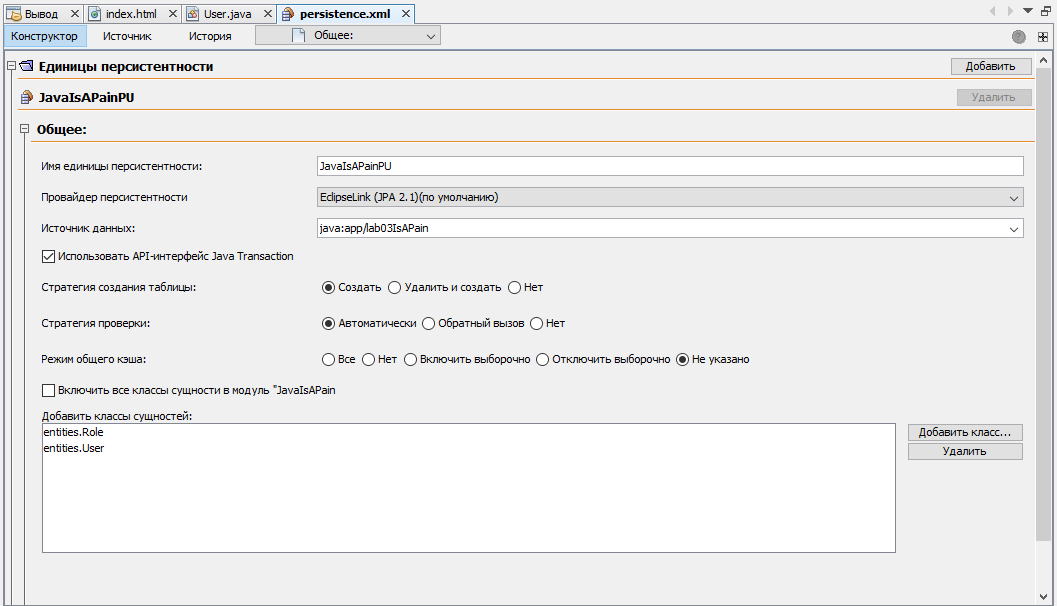 Вывод index.html User.java persistence.xml
Конструктор Источник История Общее:
Единицы персистентности Добавить
JavaIsAPainPU Удалить
Общее:
Имя единицы персистентности: JavaIsAPainPU
Провайдер персистентности EclipseLink (JPA 2.1)(по умолчанию)
Источник данных: java:app/lab03IsAPain
Использовать API-интерфейс Java Transaction
Стратегия создания таблицы: Создать Удалить и создать Нет
Стратегия проверки: Автоматически Обратный вызов Нет
Режим общего кэша: Все Нет Включить выборочно Отключить выборочно Не указано
Включить все классы сущности в модуль "JavaIsAPain
Добавить классы сущностей:
entities.Role Добавить класс...
entities.User Удалить